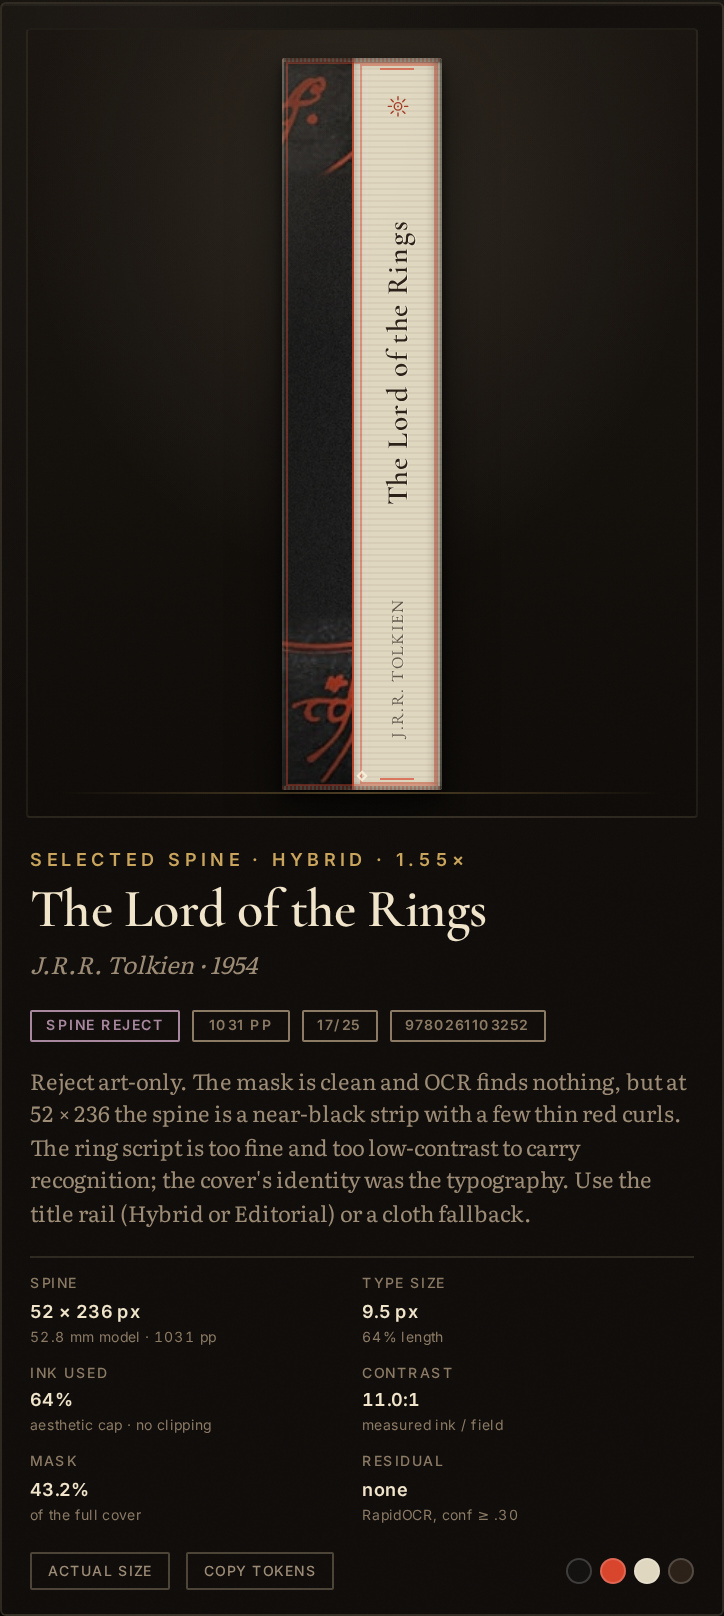 The Lord of the Rings
J.R.R. TOLKIEN
SELECTED SPINE · HYBRID · 1.55×
The Lord of the Rings
J.R.R. Tolkien · 1954
SPINE REJECT
1031 PP
17/25
9780261103252
Reject art-only. The mask is clean and OCR finds nothing, but at
52 × 236 the spine is a near-black strip with a few thin red curls.
The ring script is too fine and too low-contrast to carry
recognition; the cover's identity was the typography. Use the
title rail (Hybrid or Editorial) or a cloth fallback.
SPINE
52 × 236 px
52.8 mm model · 1031 pp
TYPE SIZE
9.5 px
64% length
INK USED
64%
aesthetic cap · no clipping
CONTRAST
11.0:1
measured ink / field
MASK
43.2%
of the full cover
RESIDUAL
none
RapidOCR, conf ≥ .30
ACTUAL SIZE
COPY TOKENS